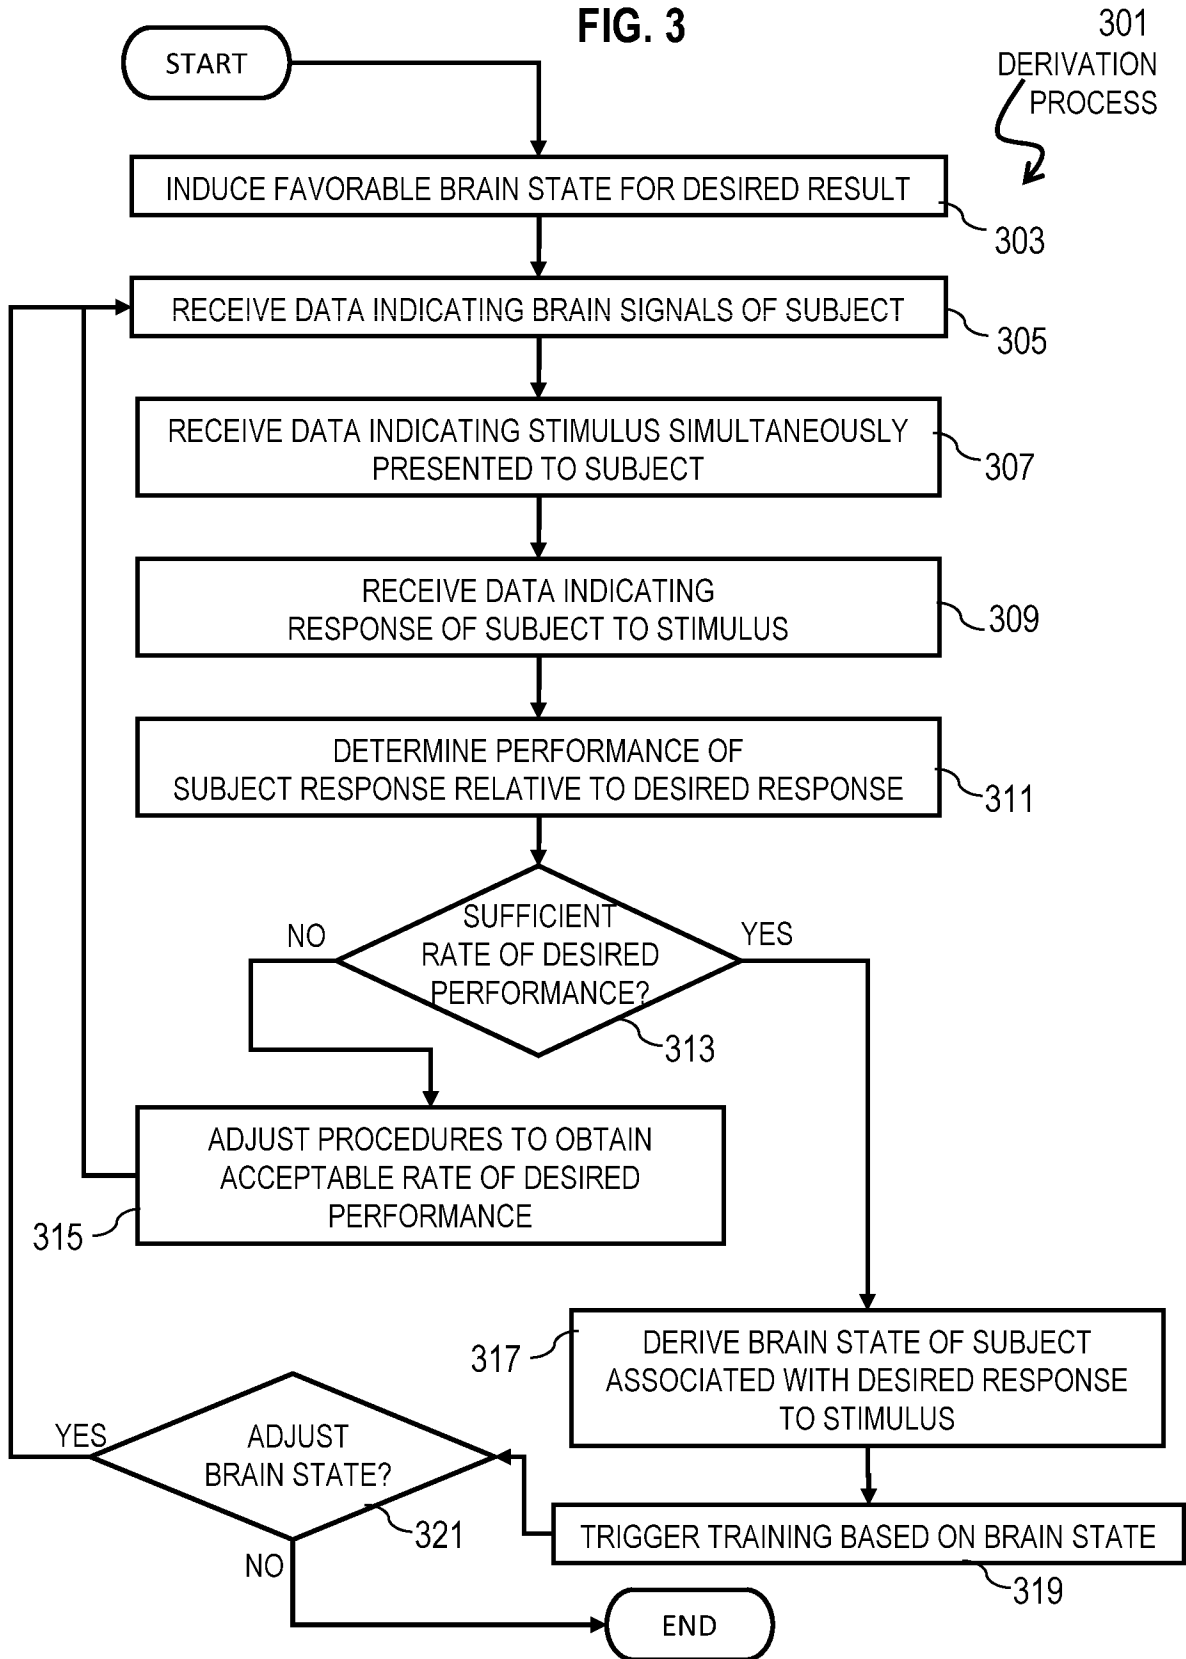 FIG. 3
301
DERIVATION
PROCESS
START
INDUCE FAVORABLE BRAIN STATE FOR DESIRED RESULT
303
RECEIVE DATA INDICATING BRAIN SIGNALS OF SUBJECT
305
RECEIVE DATA INDICATING STIMULUS SIMULTANEOUSLY
PRESENTED TO SUBJECT
307
RECEIVE DATA INDICATING
RESPONSE OF SUBJECT TO STIMULUS
309
DETERMINE PERFORMANCE OF
SUBJECT RESPONSE RELATIVE TO DESIRED RESPONSE
311
SUFFICIENT
RATE OF DESIRED
PERFORMANCE?
NO
YES
313
ADJUST PROCEDURES TO OBTAIN
ACCEPTABLE RATE OF DESIRED
PERFORMANCE
315
317
DERIVE BRAIN STATE OF SUBJECT
ASSOCIATED WITH DESIRED RESPONSE
TO STIMULUS
TRIGGER TRAINING BASED ON BRAIN STATE
319
YES
ADJUST
BRAIN STATE?
321
NO
END